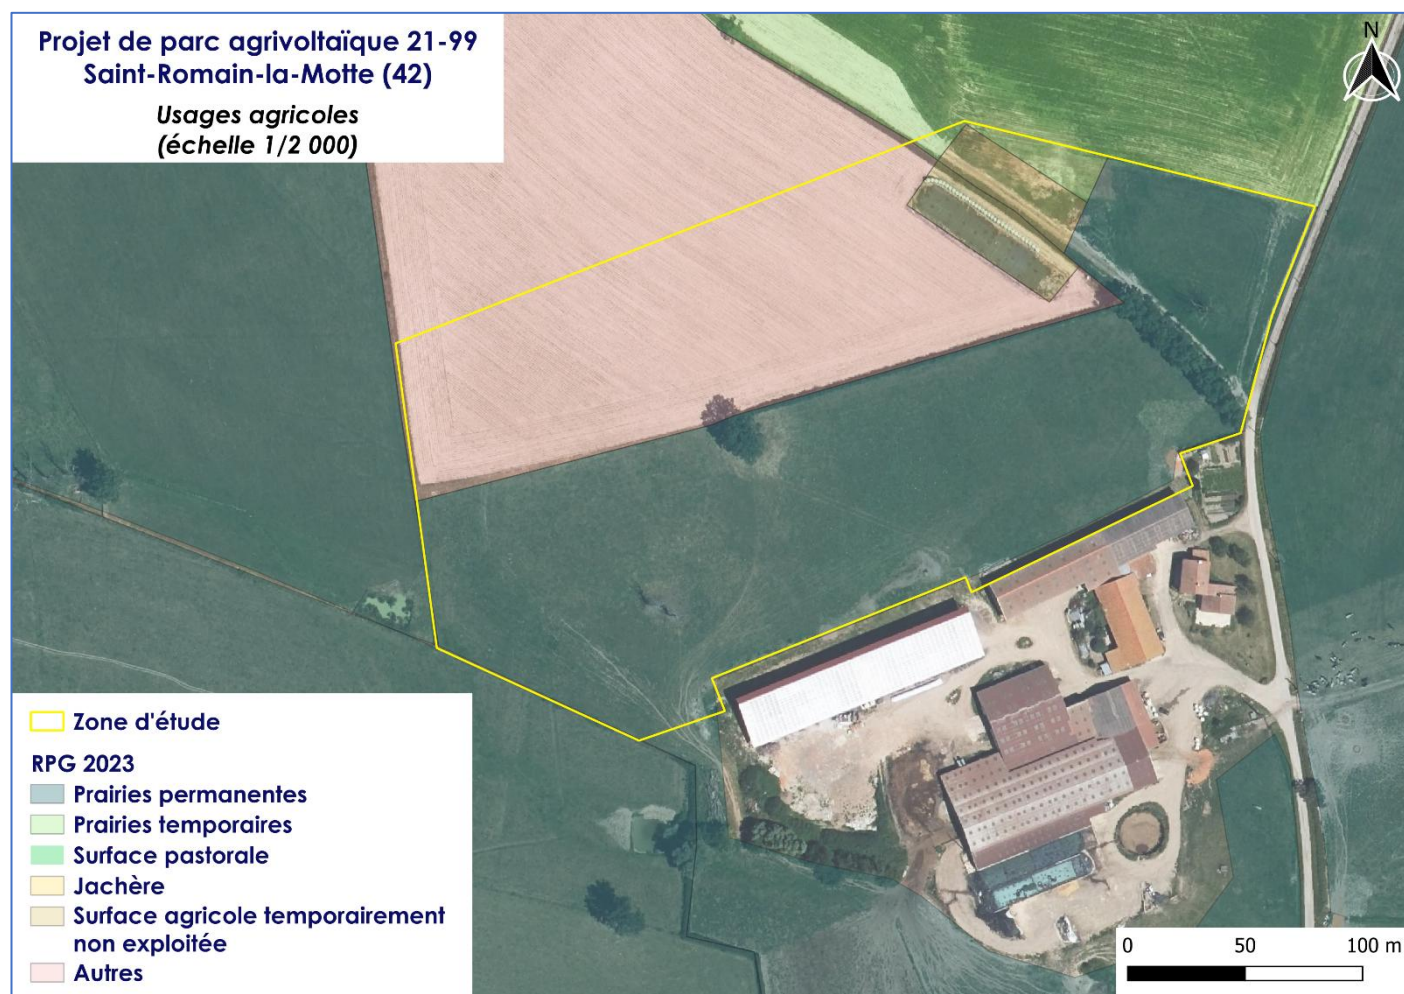 Projet de parc agrivoltaïque 21-99
Saint-Romain-la-Motte (42)
Usages agricoles
(échelle 1/2 000)
N
Zone d'étude
RPG 2023
Prairies permanentes
Prairies temporaires
Surface pastorale
Jachère
Surface agricole temporairement
non exploitée
Autres
0 50 100 m